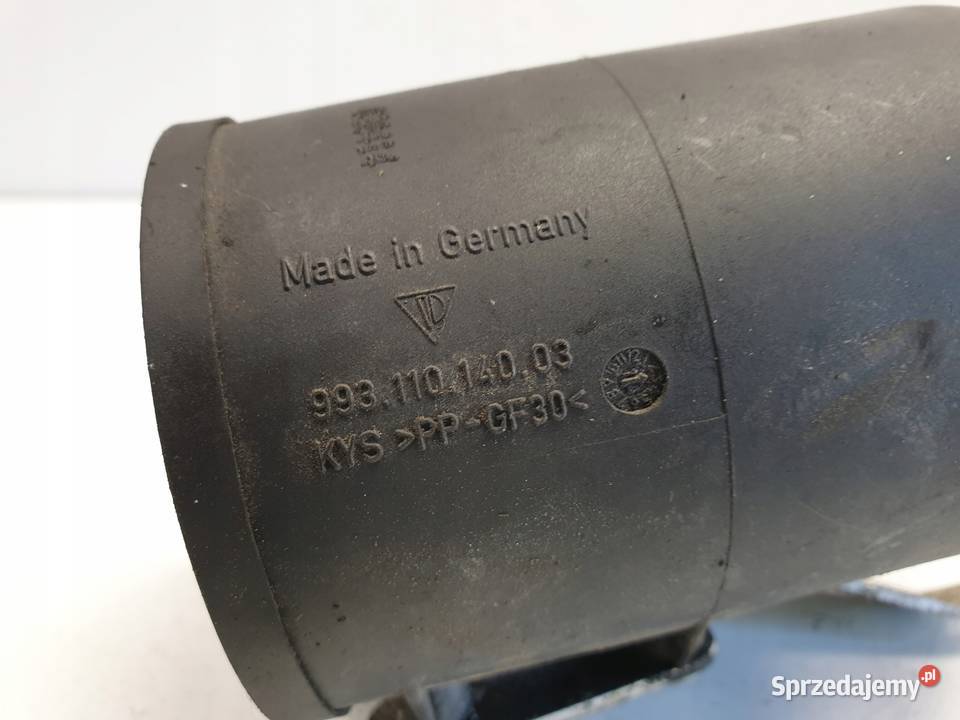 Made in Germany
993.110.140.03
KYS >PP-GF30<
Sprzedajemy.pl